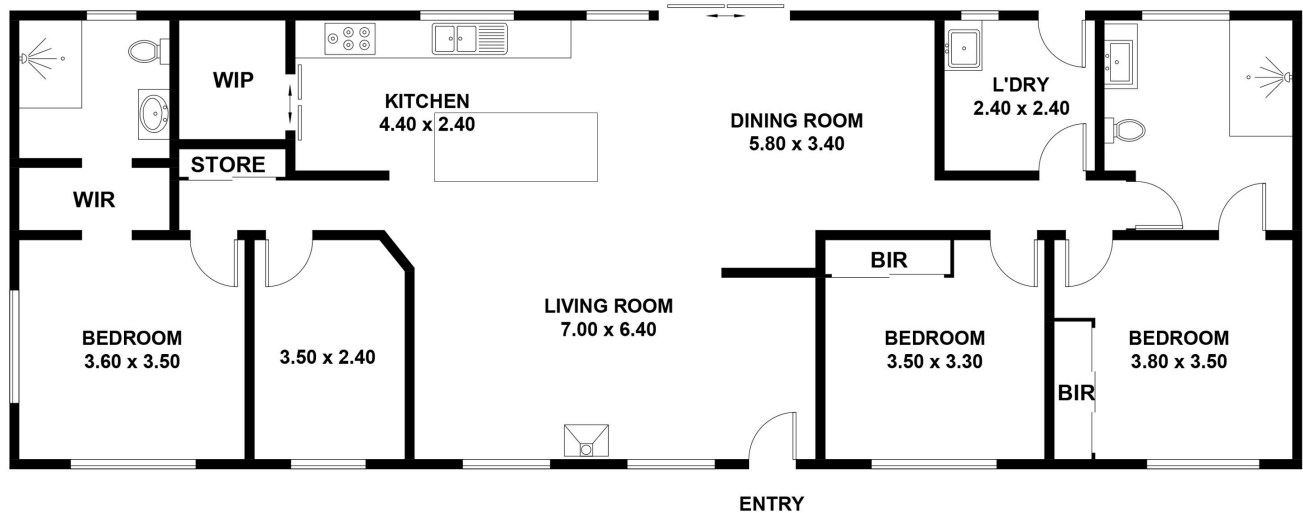 WIP
KITCHEN
4.40 x 2.40
L'DRY
2.40 x 2.40
DINING ROOM
5.80 x 3.40
STORE
WIR
BIR
LIVING ROOM
7.00 x 6.40
BEDROOM
3.60 x 3.50
3.50 x 2.40
BEDROOM
3.50 x 3.30
BEDROOM
3.80 x 3.50
BIR
ENTRY